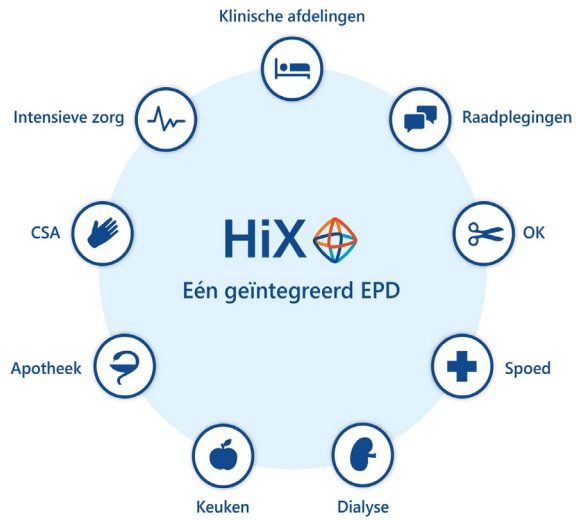 Klinische afdelingen
Intensieve zorg
Raadplegingen
CSA
OK
HiX
Eén geïntegreerd EPD
Apotheek
Spoed
Keuken
Dialyse